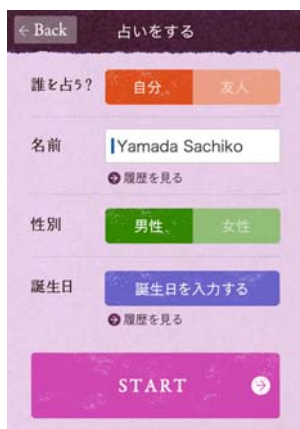 ← Back 占いをする
誰を占う? 自分 友人
名前 Yamada Sachiko
履歴を見る
性別 男性 女性
誕生日 誕生日を入力する
履歴を見る
START